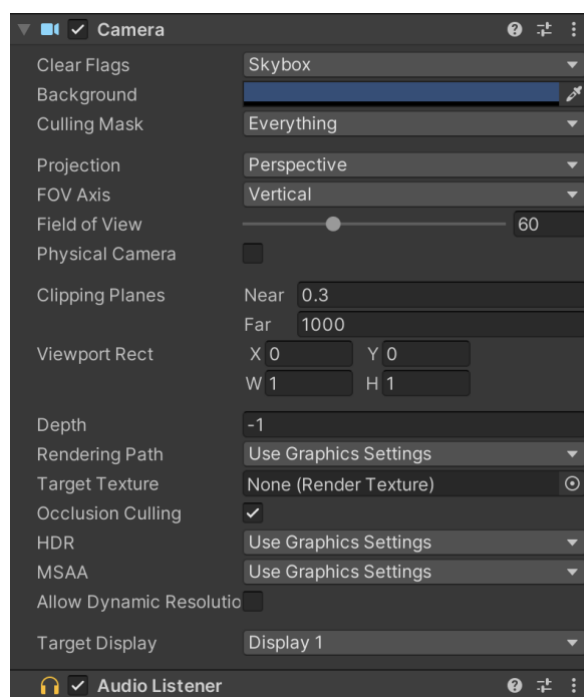 Camera
Clear Flags Skybox
Background
Culling Mask Everything
Projection Perspective
FOV Axis Vertical
Field of View 60
Physical Camera
Clipping Planes Near 0.3
Far 1000
Viewport Rect X 0 Y 0
W 1 H 1
Depth -1
Rendering Path Use Graphics Settings
Target Texture None (Render Texture)
Occlusion Culling
HDR Use Graphics Settings
MSAA Use Graphics Settings
Allow Dynamic Resolutio
Target Display Display 1
Audio Listener